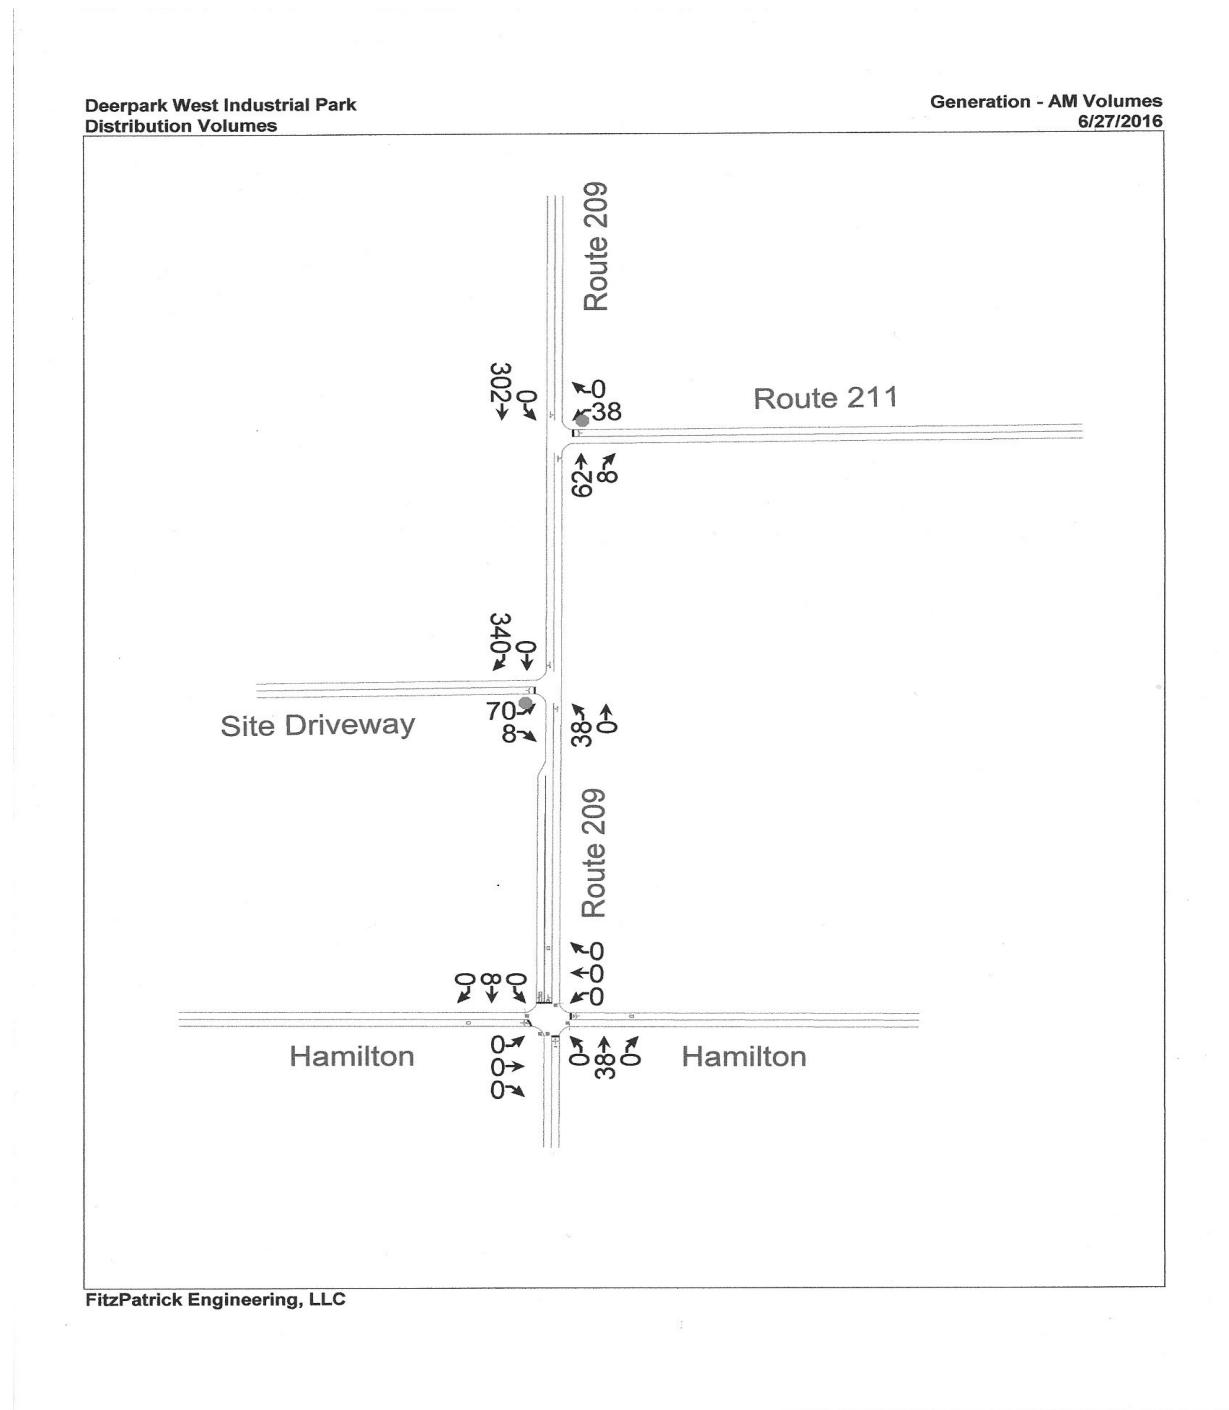 Deerpark West Industrial Park
Distribution Volumes
Generation - AM Volumes
6/27/2016
Route 209
302
0
0
38
Route 211
62
8
340
0
Site Driveway
70
8
38
0
Route 209
0
0
0
0
8
0
Hamilton
0
0
0
0
38
0
Hamilton
FitzPatrick Engineering, LLC